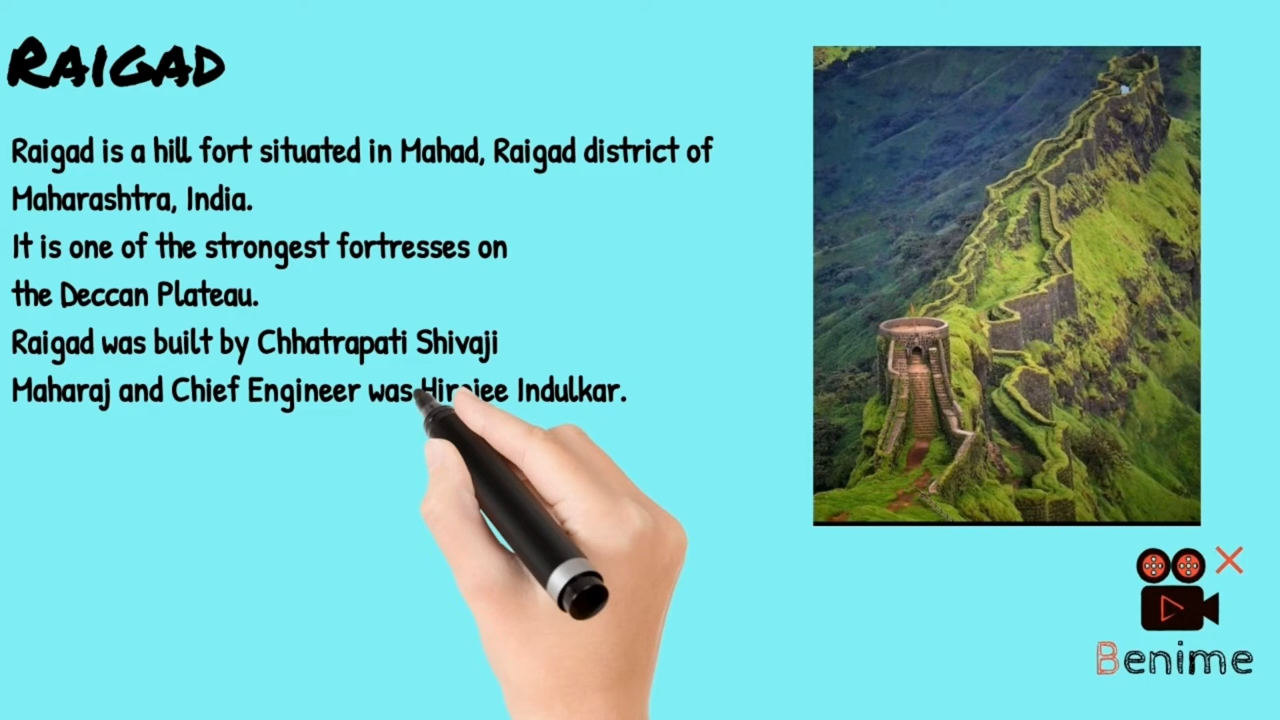 Raigad
Raigad is a hill fort situated in Mahad, Raigad district of
Maharashtra, India.
It is one of the strongest fortresses on
the Deccan Plateau.
Raigad was built by Chhatrapati Shivaji
Maharaj and Chief Engineer was Hirojee Indulkar.
Benime